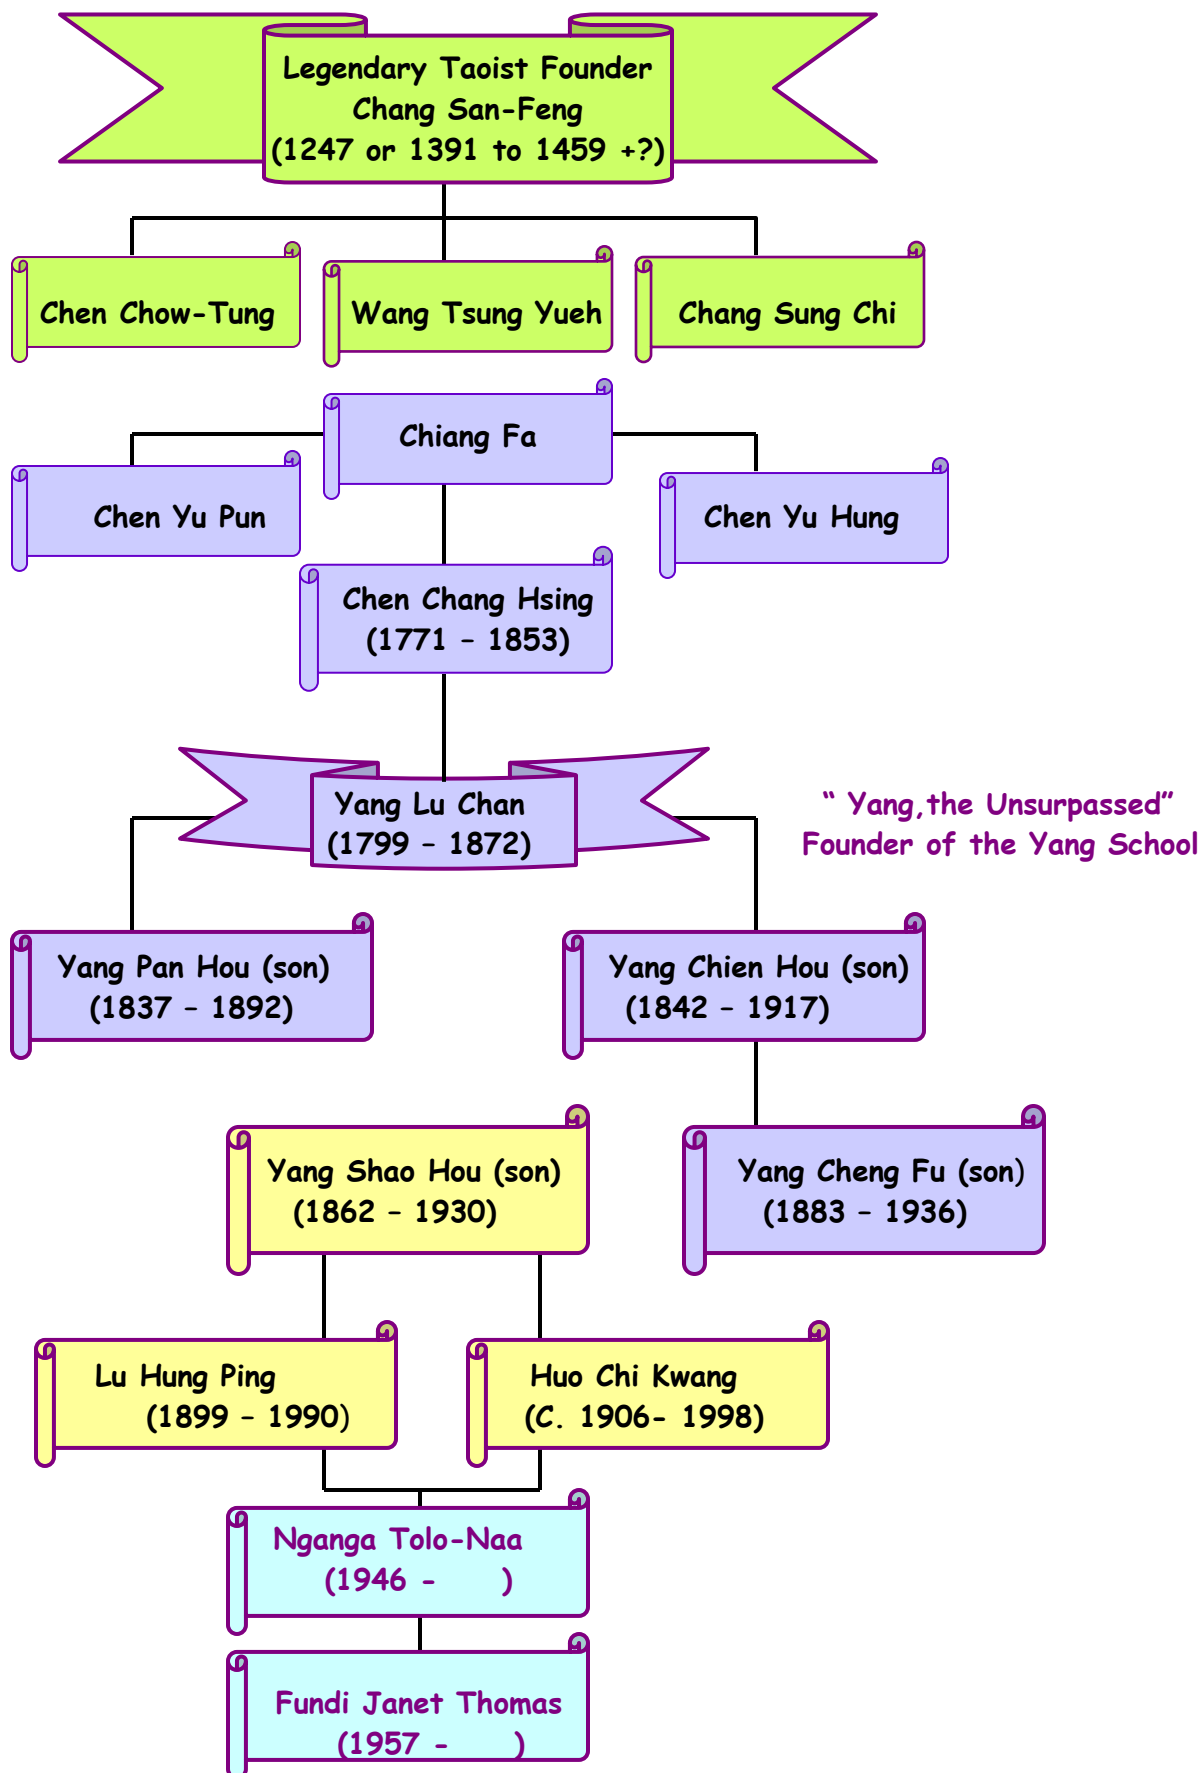 Legendary Taoist Founder
Chang San-Feng
(1247 or 1391 to 1459 +?)
Chen Chow-Tung
Wang Tsung Yueh
Chang Sung Chi
Chiang Fa
Chen Yu Pun
Chen Yu Hung
Chen Chang Hsing
(1771 – 1853)
Yang Lu Chan
(1799 – 1872)
“ Yang,the Unsurpassed”
Founder of the Yang School
Yang Pan Hou (son)
(1837 – 1892)
Yang Chien Hou (son)
(1842 – 1917)
Yang Shao Hou (son)
(1862 – 1930)
Yang Cheng Fu (son)
(1883 – 1936)
Lu Hung Ping
(1899 – 1990)
Huo Chi Kwang
(C. 1906- 1998)
Nganga Tolo-Naa
(1946 - )
Fundi Janet Thomas
(1957 - )